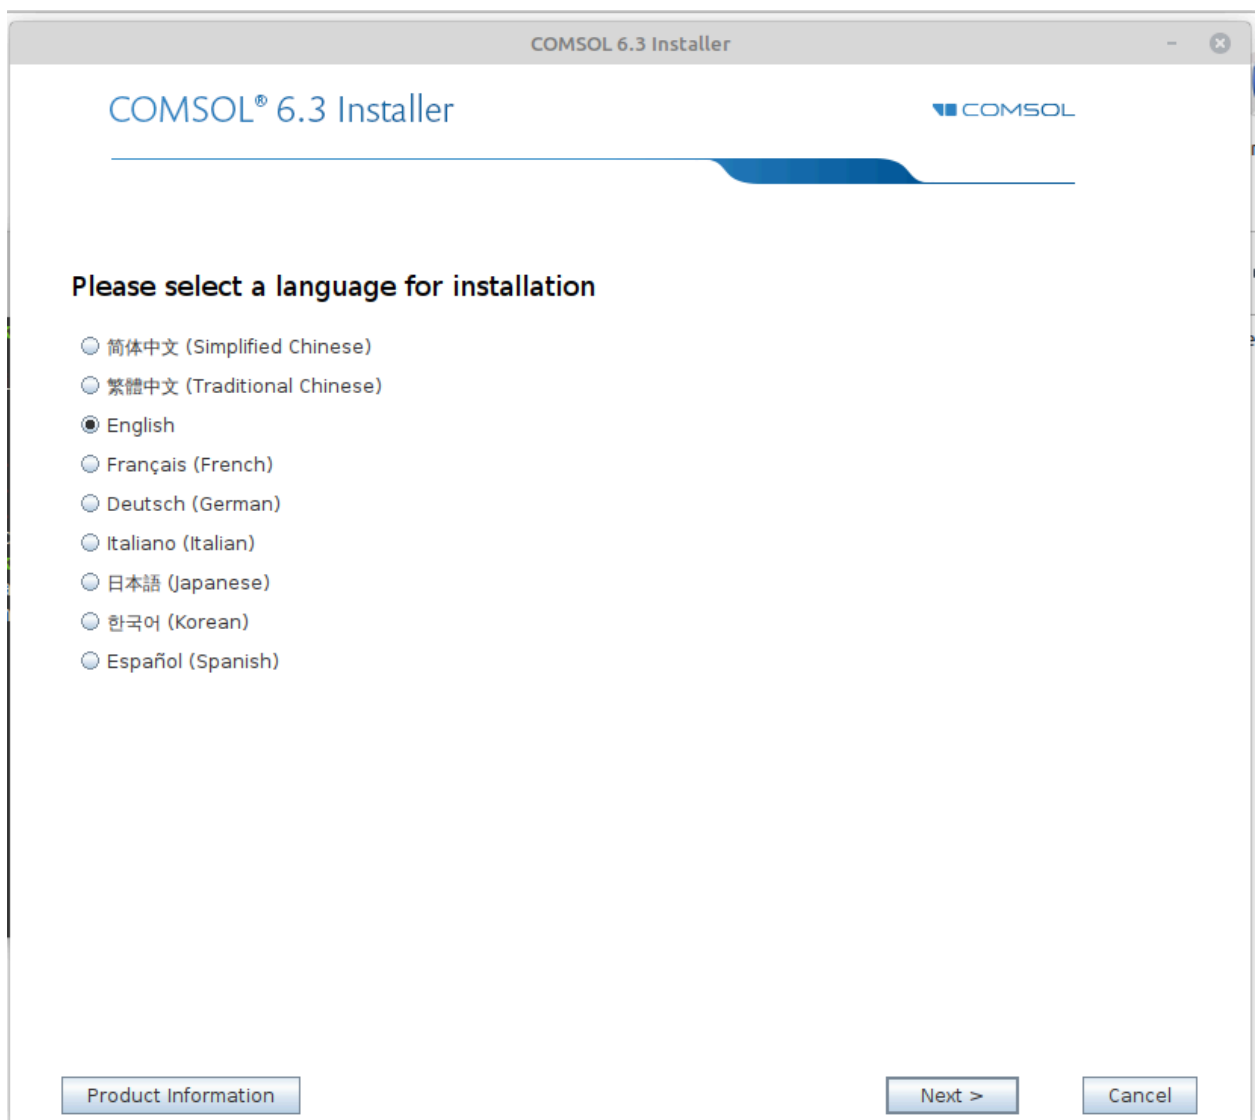 COMSOL 6.3 Installer
COMSOL® 6.3 Installer
COMSOL
Please select a language for installation
简体中文 (Simplified Chinese)
繁體中文 (Traditional Chinese)
English
Français (French)
Deutsch (German)
Italiano (Italian)
日本語 (Japanese)
한국어 (Korean)
Español (Spanish)
Product Information
Next >
Cancel